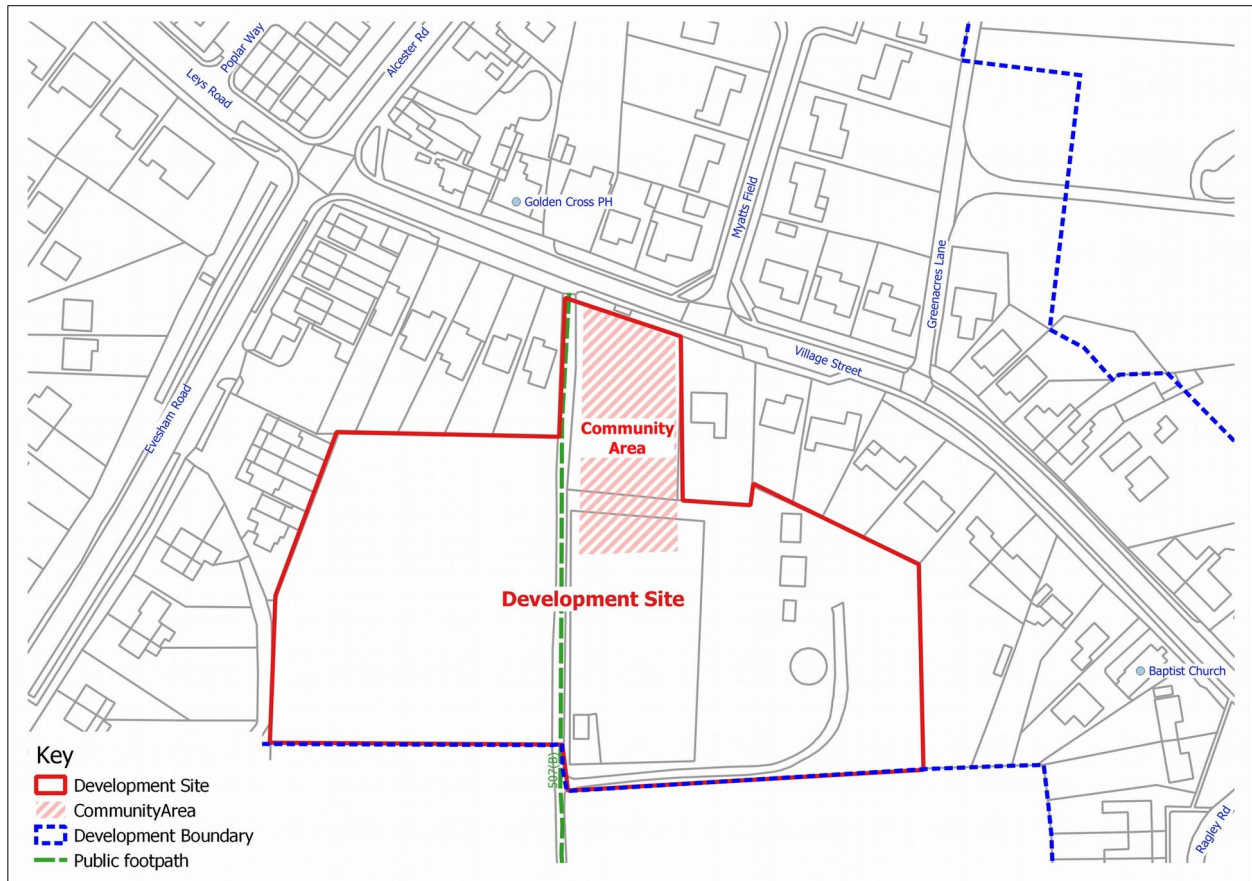 Poplar Way
Alcester Rd
Leys Road
Golden Cross PH
Myatts Field
Greenacres Lane
Village Street
Evesham Road
Community
Area
Development Site
Baptist Church
507(B)
Ragley Rd
Key
Development Site
CommunityArea
Development Boundary
Public footpath